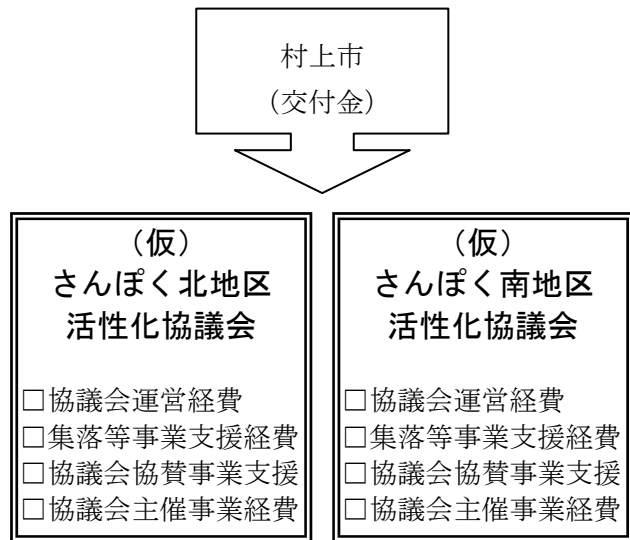 村上市
（交付金）
（仮）
さんぽく北地区
活性化協議会
□協議会運営経費
□集落等事業支援経費
□協議会協賛事業支援
□協議会主催事業経費
（仮）
さんぽく南地区
活性化協議会
□協議会運営経費
□集落等事業支援経費
□協議会協賛事業支援
□協議会主催事業経費